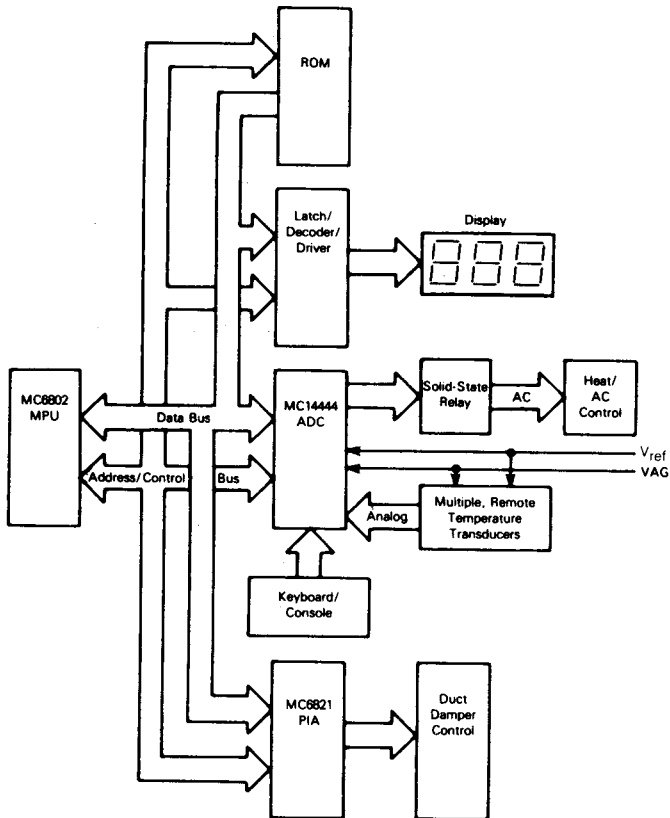 ROM
Latch/
Decoder/
Driver
Display
MC6802
MPU
Data Bus
MC14444
ADC
Solid-State
Relay
AC
Heat/
AC
Control
Vref
VAG
Address/Control Bus
Analog
Multiple, Remote
Temperature
Transducers
Keyboard/
Console
MC6821
PIA
Duct
Damper
Control